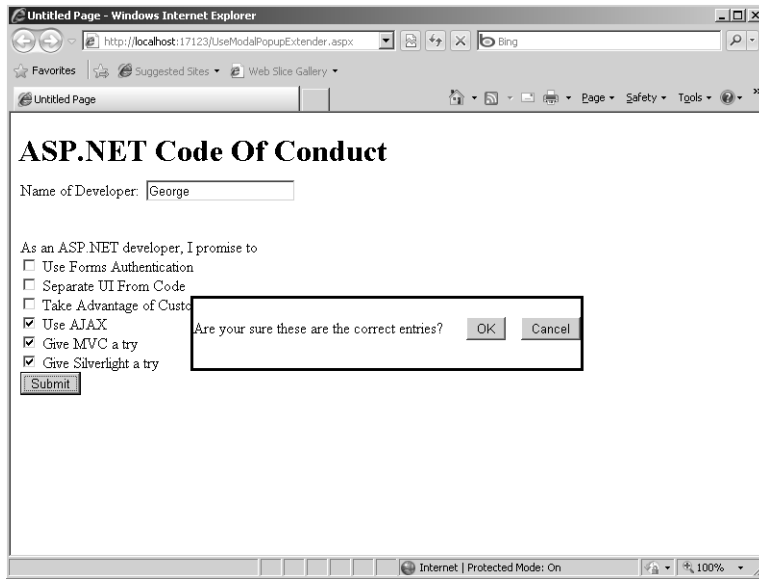 Untitled Page - Windows Internet Explorer
http://localhost:17123/UseModalPopupExtender.aspx
Bing
Favorites Suggested Sites Web Slice Gallery
Untitled Page
Page Safety Tools
ASP.NET Code Of Conduct
Name of Developer: George
As an ASP.NET developer, I promise to
Use Forms Authentication
Separate UI From Code
Take Advantage of Custo
Use AJAX
Give MVC a try
Give Silverlight a try
Submit
Are your sure these are the correct entries? OK Cancel
Internet | Protected Mode: On 100%